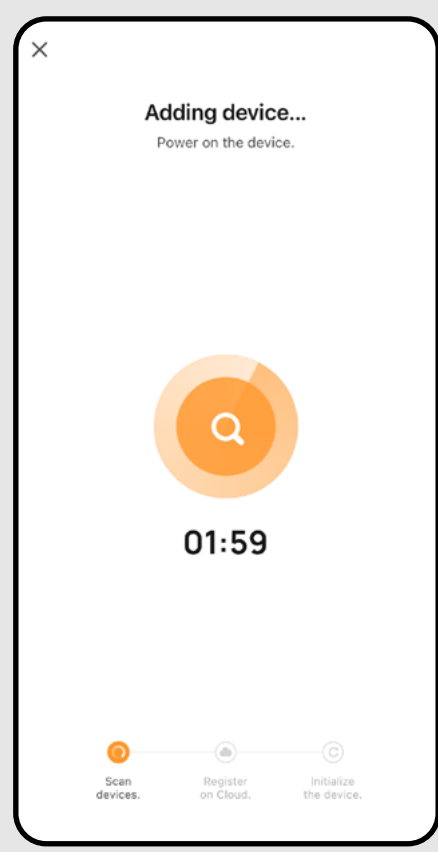 Adding device...
Power on the device.
01:59
Scan
devices.
Register
on Cloud.
Initialize
the device.